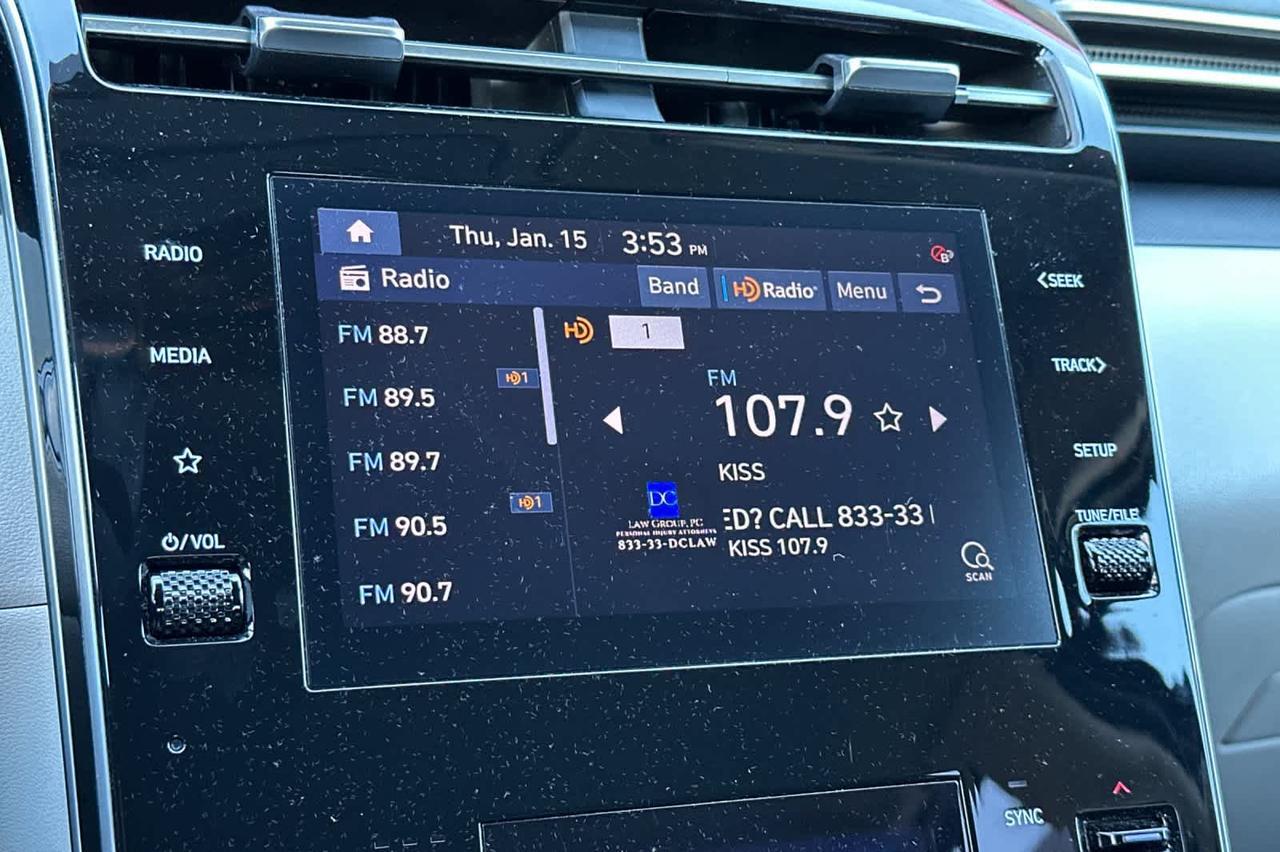 RADIO
MEDIA
/VOL
Thu, Jan. 15 3:53 PM
B
Radio
Band
HD Radio
Menu
FM 88.7
HD1
FM 89.5
FM 89.7
HD1
FM 90.5
FM 90.7
HD 1
FM
107.9
KISS
DC
LAW GROUP, PC
PERSONAL INJURY ATTORNEYS
833-33-DCLAW
ED? CALL 833-33
KISS 107.9
SCAN
<SEEK
TRACK>
SETUP
TUNE/FILE
SYNC